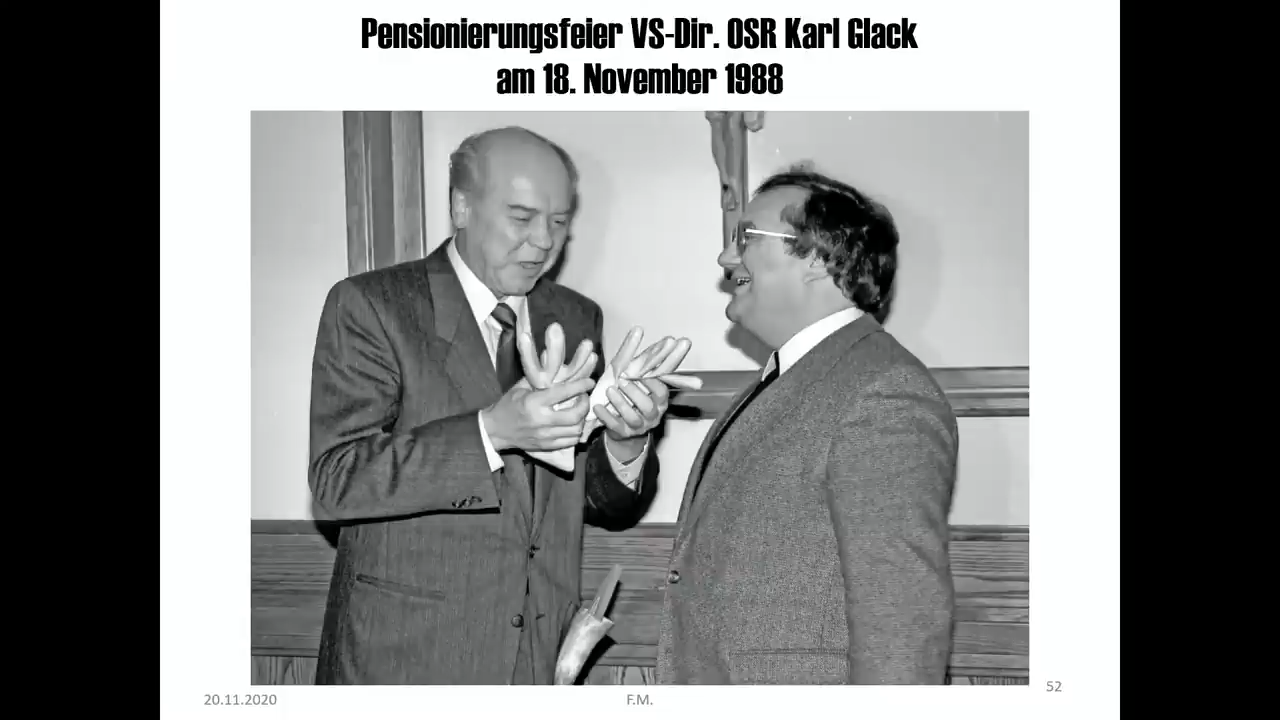 Pensionierungsfeier VS-Dir. OSR Karl Glack
am 18. November 1988
52
20.11.2020
F.M.